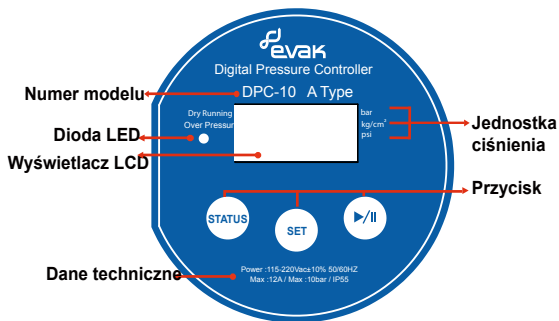 evak
Digital Pressure Controller
DPC-10 A Type
Numer modelu
Dry Running
Over Pressur
bar
kg/cm²
psi
Dioda LED
Jednostka
ciśnienia
Wyświetlacz LCD
Przycisk
STATUS
SET
▶/II
Dane techniczne
Power :115-220Vac±10% 50/60HZ
Max :12A / Max :10bar / IP55